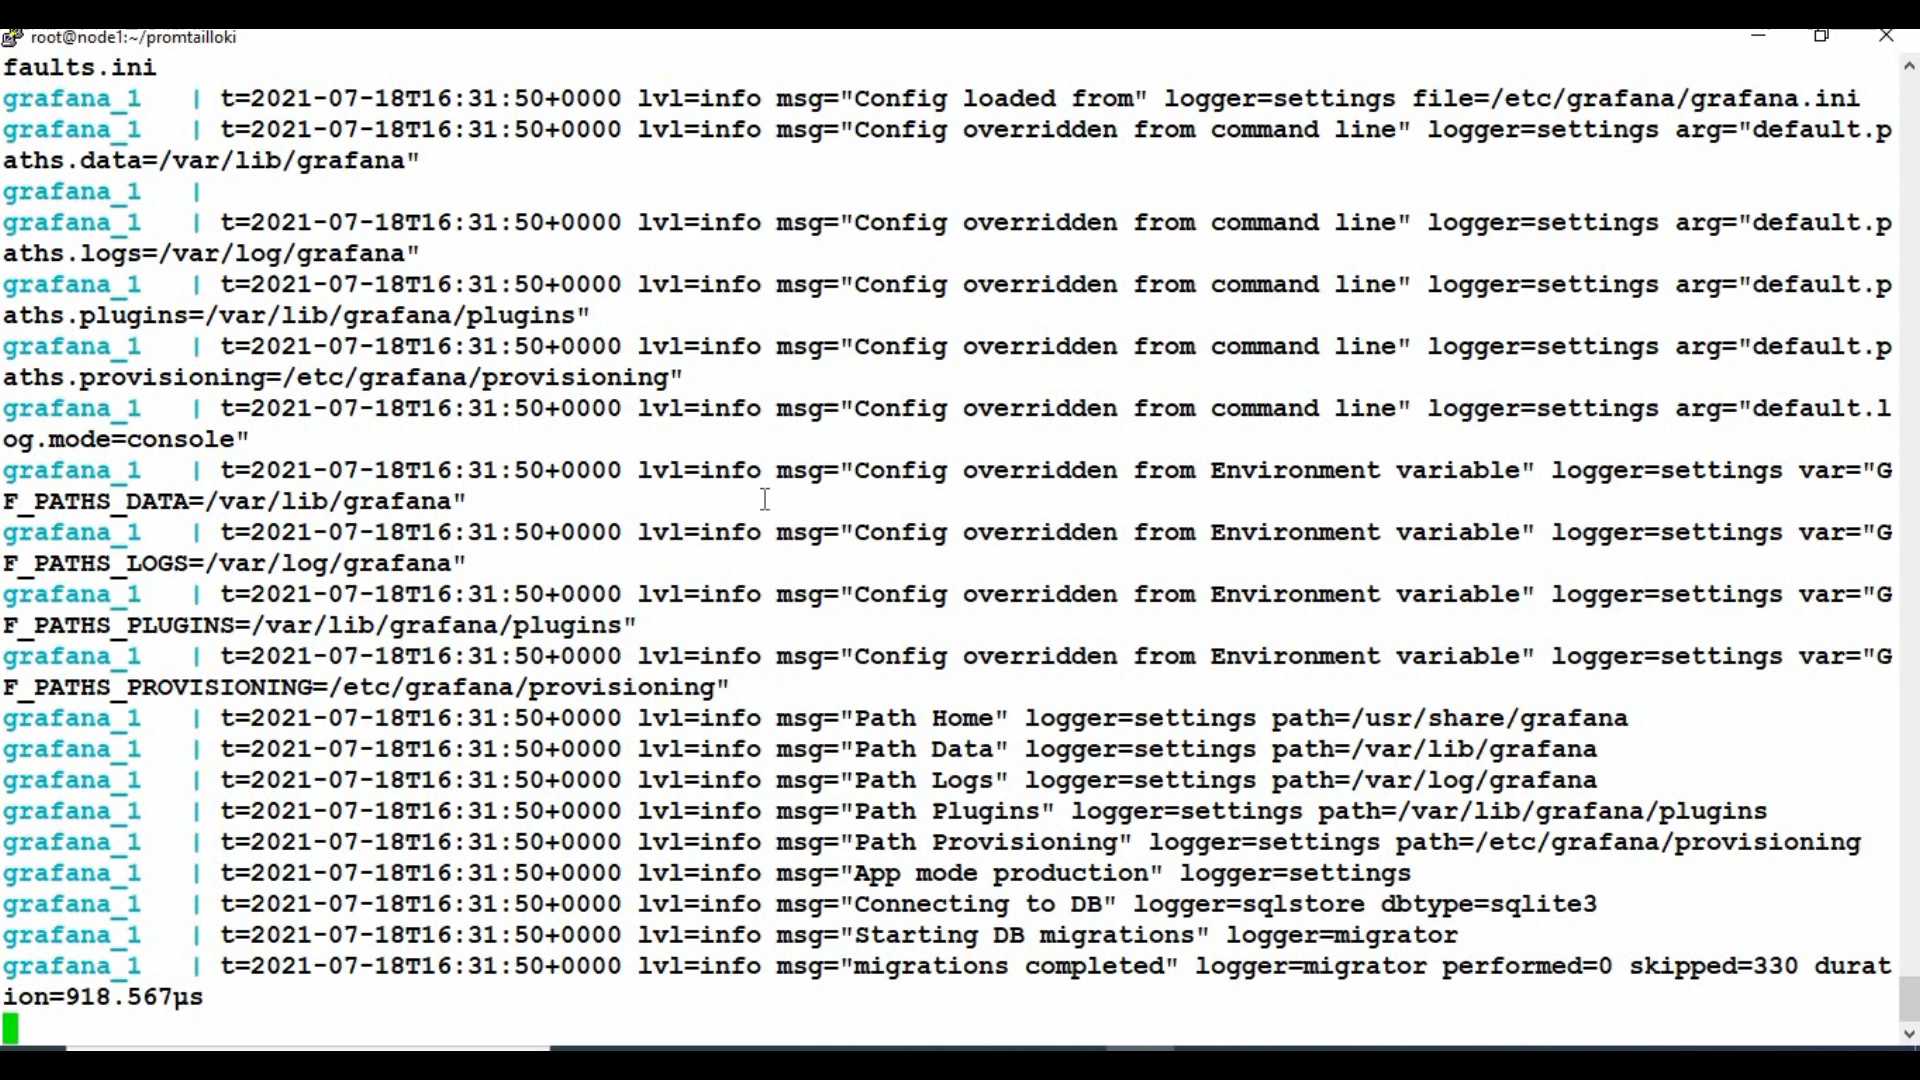 root@node1:~/promtailloki
faults.ini
grafana_1   | t=2021-07-18T16:31:50+0000 lvl=info msg="Config loaded from" logger=settings file=/etc/grafana/grafana.ini
grafana_1   | t=2021-07-18T16:31:50+0000 lvl=info msg="Config overridden from command line" logger=settings arg="default.p
aths.data=/var/lib/grafana"
grafana_1   |
grafana_1   | t=2021-07-18T16:31:50+0000 lvl=info msg="Config overridden from command line" logger=settings arg="default.p
aths.logs=/var/log/grafana"
grafana_1   | t=2021-07-18T16:31:50+0000 lvl=info msg="Config overridden from command line" logger=settings arg="default.p
aths.plugins=/var/lib/grafana/plugins"
grafana_1   | t=2021-07-18T16:31:50+0000 lvl=info msg="Config overridden from command line" logger=settings arg="default.p
aths.provisioning=/etc/grafana/provisioning"
grafana_1   | t=2021-07-18T16:31:50+0000 lvl=info msg="Config overridden from command line" logger=settings arg="default.l
og.mode=console"
grafana_1   | t=2021-07-18T16:31:50+0000 lvl=info msg="Config overridden from Environment variable" logger=settings var="G
F_PATHS_DATA=/var/lib/grafana"
grafana_1   | t=2021-07-18T16:31:50+0000 lvl=info msg="Config overridden from Environment variable" logger=settings var="G
F_PATHS_LOGS=/var/log/grafana"
grafana_1   | t=2021-07-18T16:31:50+0000 lvl=info msg="Config overridden from Environment variable" logger=settings var="G
F_PATHS_PLUGINS=/var/lib/grafana/plugins"
grafana_1   | t=2021-07-18T16:31:50+0000 lvl=info msg="Config overridden from Environment variable" logger=settings var="G
F_PATHS_PROVISIONING=/etc/grafana/provisioning"
grafana_1   | t=2021-07-18T16:31:50+0000 lvl=info msg="Path Home" logger=settings path=/usr/share/grafana
grafana_1   | t=2021-07-18T16:31:50+0000 lvl=info msg="Path Data" logger=settings path=/var/lib/grafana
grafana_1   | t=2021-07-18T16:31:50+0000 lvl=info msg="Path Logs" logger=settings path=/var/log/grafana
grafana_1   | t=2021-07-18T16:31:50+0000 lvl=info msg="Path Plugins" logger=settings path=/var/lib/grafana/plugins
grafana_1   | t=2021-07-18T16:31:50+0000 lvl=info msg="Path Provisioning" logger=settings path=/etc/grafana/provisioning
grafana_1   | t=2021-07-18T16:31:50+0000 lvl=info msg="App mode production" logger=settings
grafana_1   | t=2021-07-18T16:31:50+0000 lvl=info msg="Connecting to DB" logger=sqlstore dbtype=sqlite3
grafana_1   | t=2021-07-18T16:31:50+0000 lvl=info msg="Starting DB migrations" logger=migrator
grafana_1   | t=2021-07-18T16:31:50+0000 lvl=info msg="migrations completed" logger=migrator performed=0 skipped=330 durat
ion=918.567µs